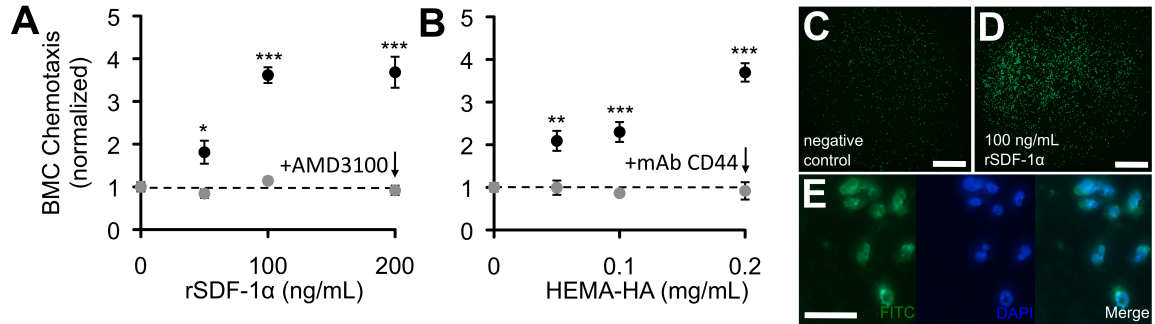 A
BMC Chemotaxis
(normalized)
5
4
3
2
1
0
*
***
***
+AMD3100
0
100
200
rSDF-1α (ng/mL)
B
5
4
3
2
1
0
**
***
***
+mAb CD44
0
0.1
0.2
HEMA-HA (mg/mL)
C
negative
control
D
100 ng/mL
rSDF-1α
E
FITC
DAPI
Merge